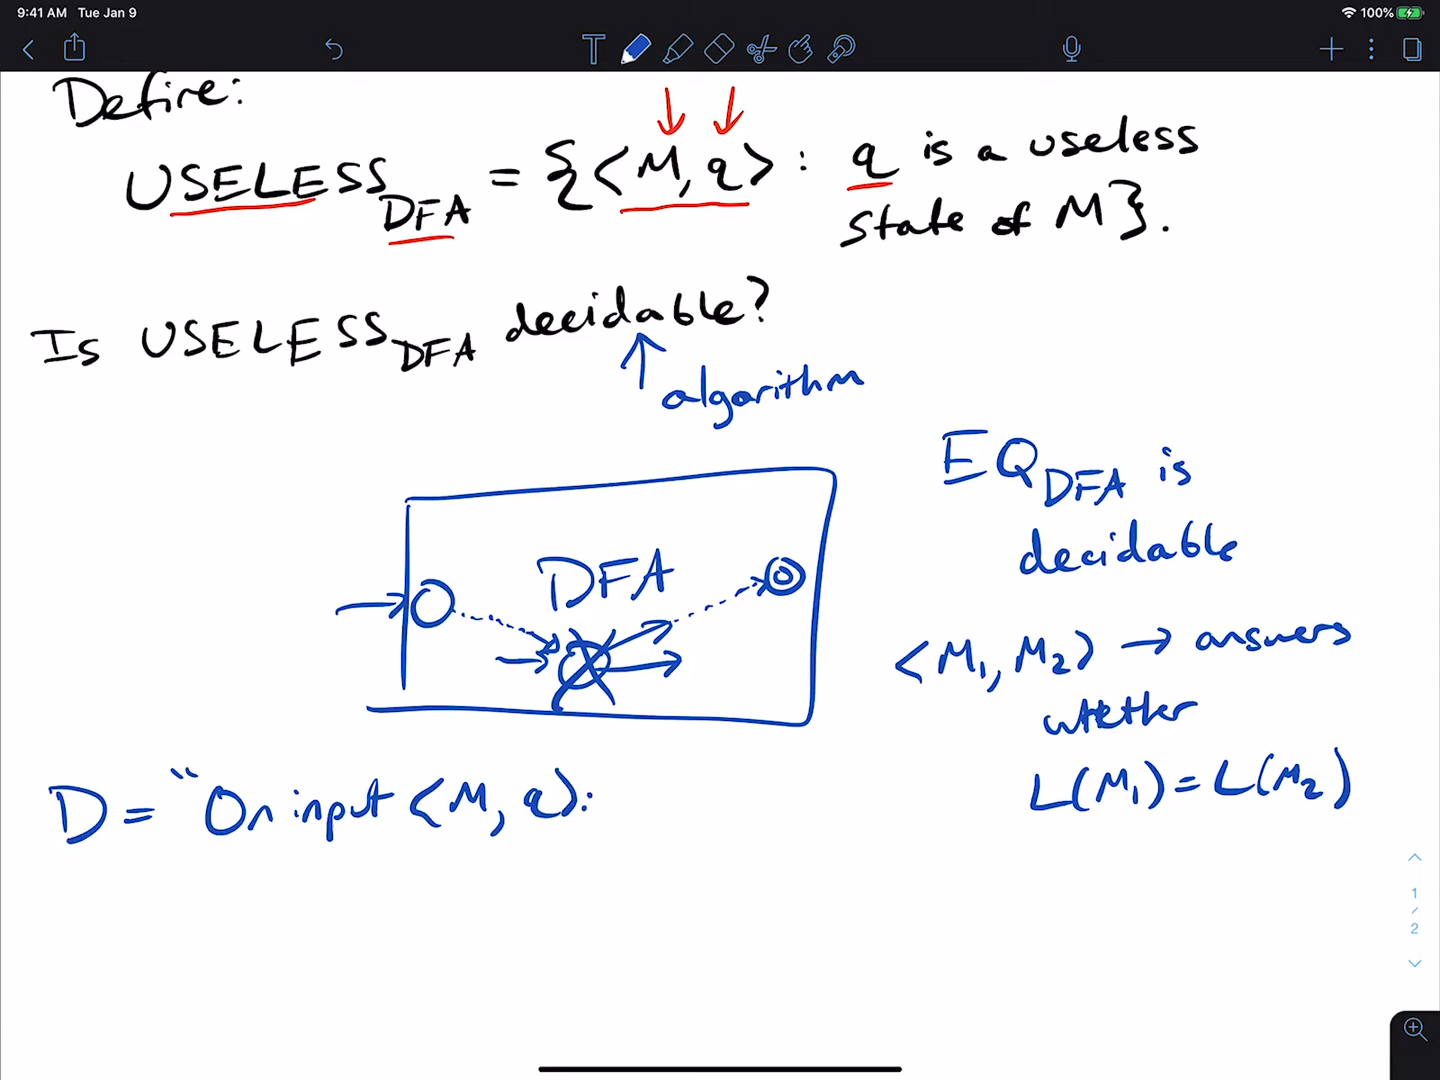 9:41 AM Tue Jan 9
100%
Define:
USELESS_DFA = {<M, q> : q is a useless
state of M}.
Is USELESS_DFA decidable?
algorithm
EQ_DFA is
decidable
DFA
<M₁, M₂> → answers
whether
L(M₁) = L(M₂)
D = “On input <M, q>:
1
/
2